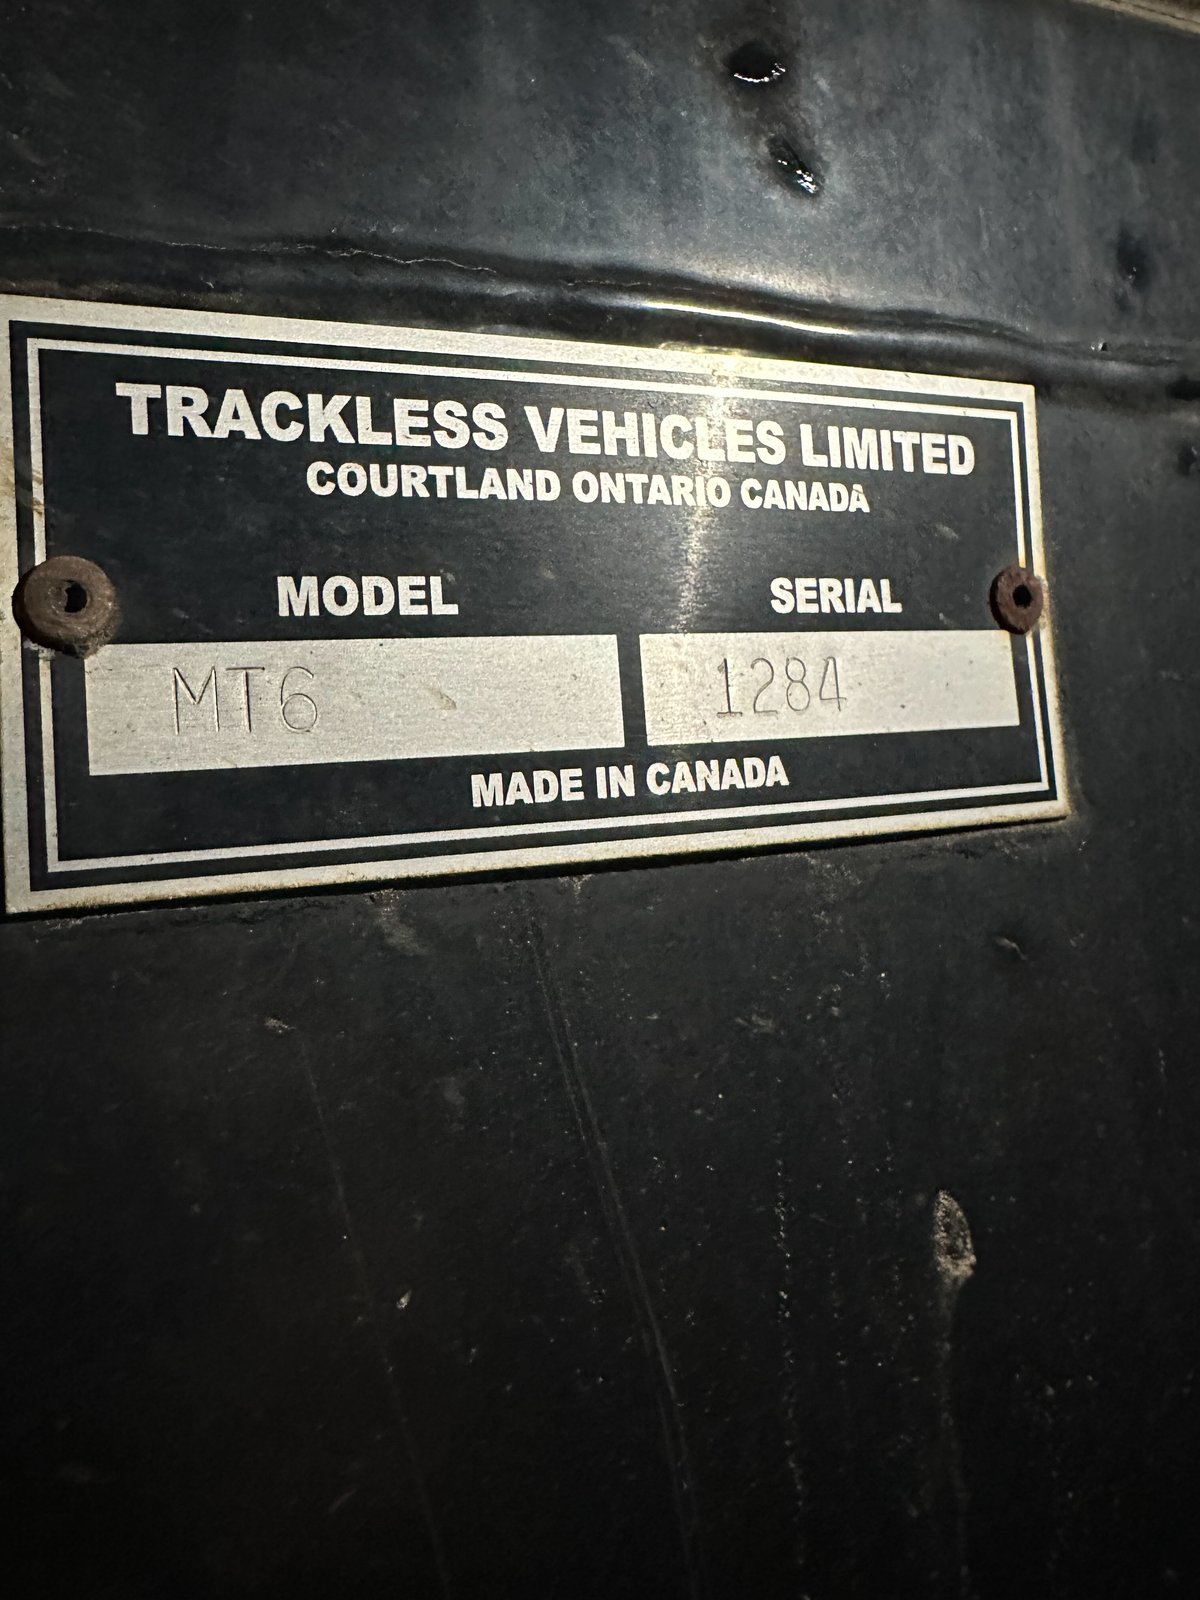 TRACKLESS VEHICLES LIMITED
COURTLAND ONTARIO CANADA
MODEL SERIAL
MT6 1284
MADE IN CANADA